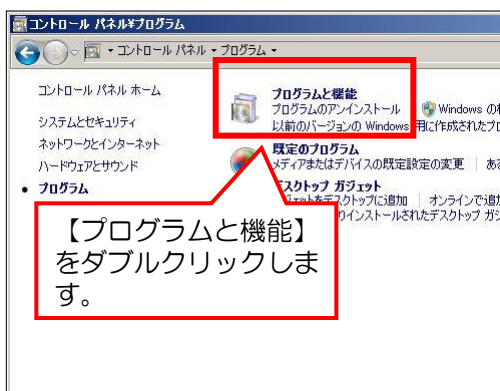 コントロール パネル¥プログラム
コントロール パネル ▾ プログラム ▾
コントロール パネル ホーム
システムとセキュリティ
ネットワークとインターネット
ハードウェアとサウンド
• プログラム
プログラムと機能
プログラムのアンインストール Windows の
以前のバージョンの Windows 用に作成されたプロ
既定のプログラム
メディアまたはデバイスの既定設定の変更 | あ
デスクトップ ガジェット
デスクトップに追加 | オンラインで追
インストールされたデスクトップ ガジ
【プログラムと機能】
をダブルクリックしま
す。